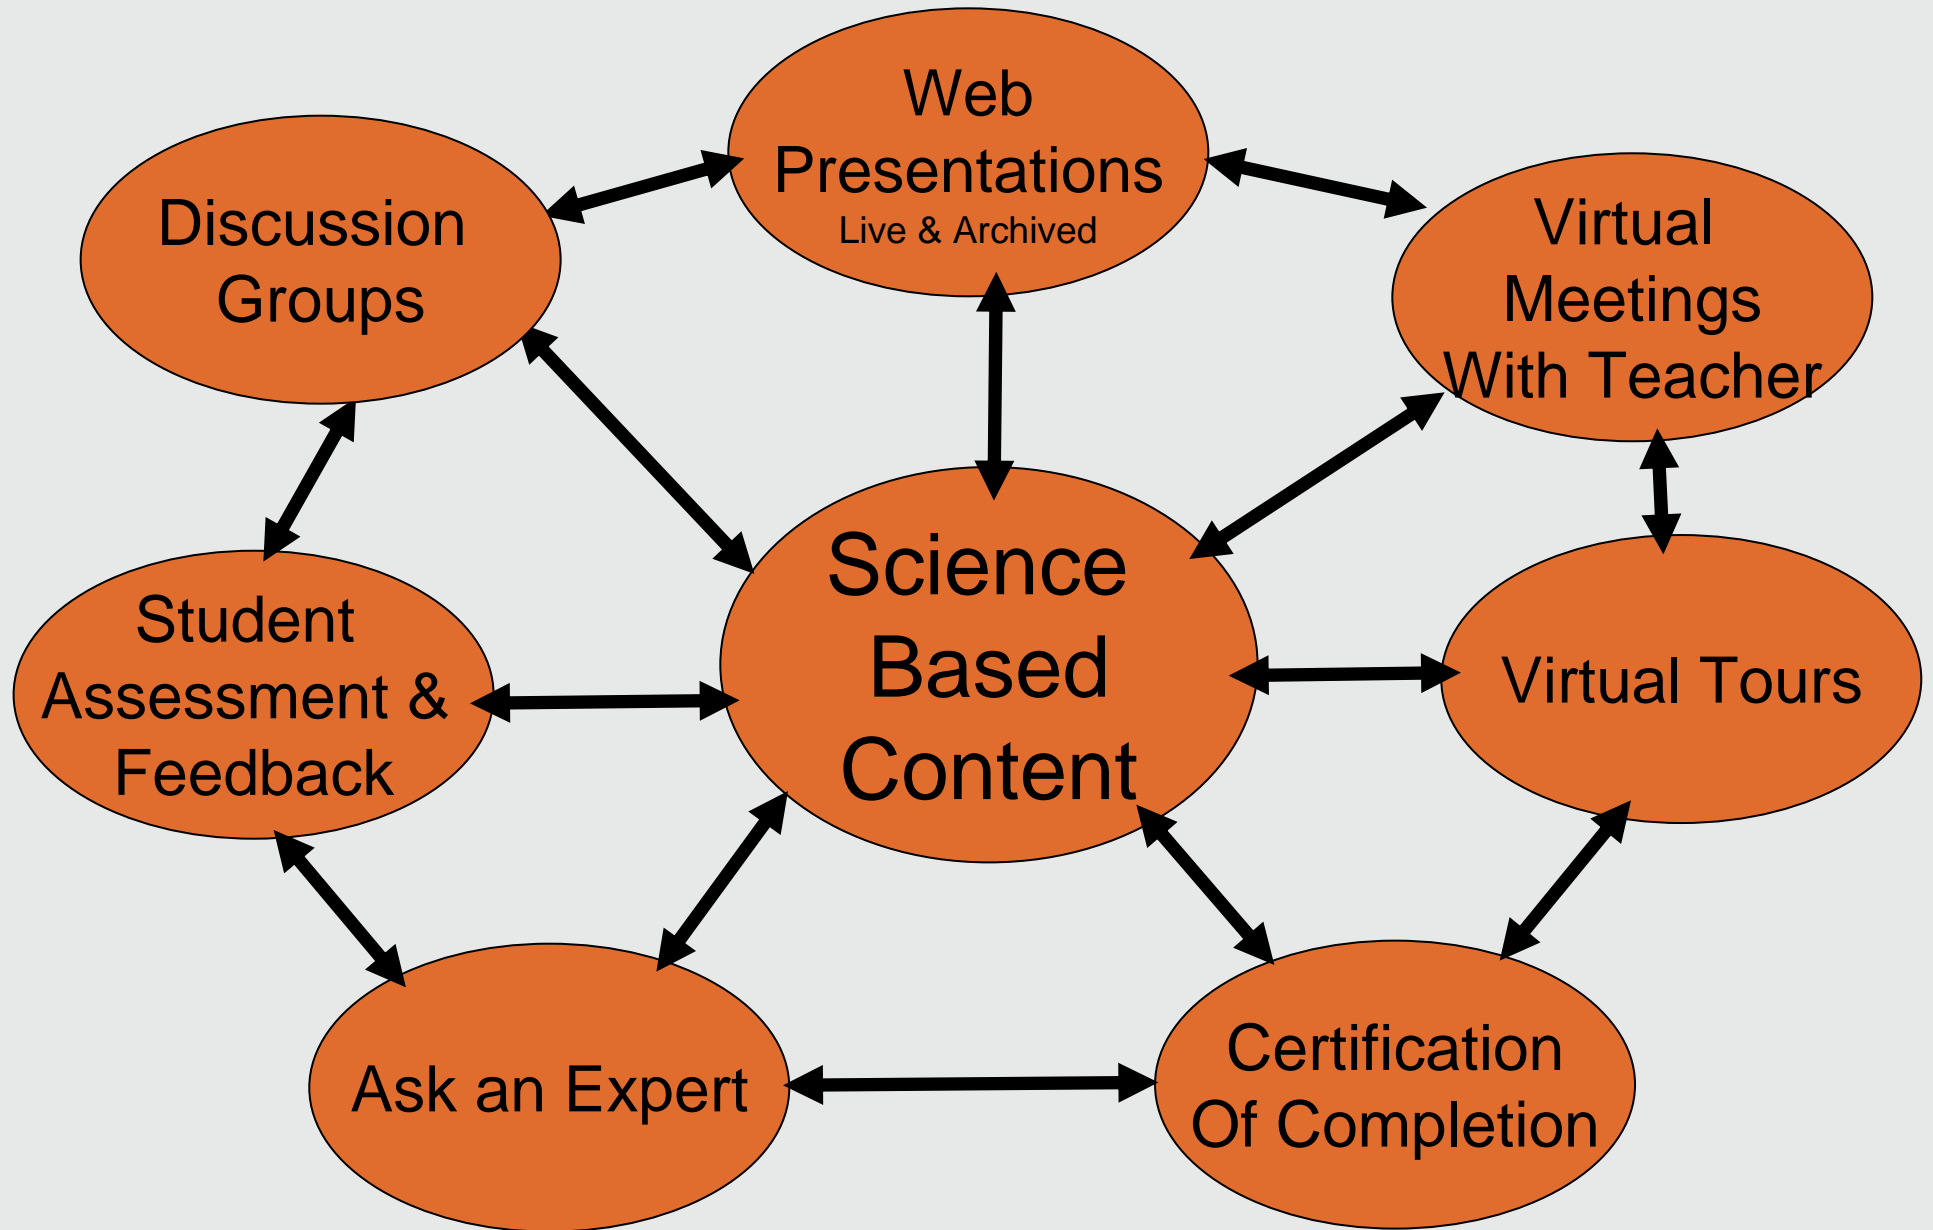 Web
Presentations
Live & Archived
Discussion
Groups
Virtual
Meetings
With Teacher
Science
Based
Content
Student
Assessment &
Feedback
Virtual Tours
Ask an Expert
Certification
Of Completion